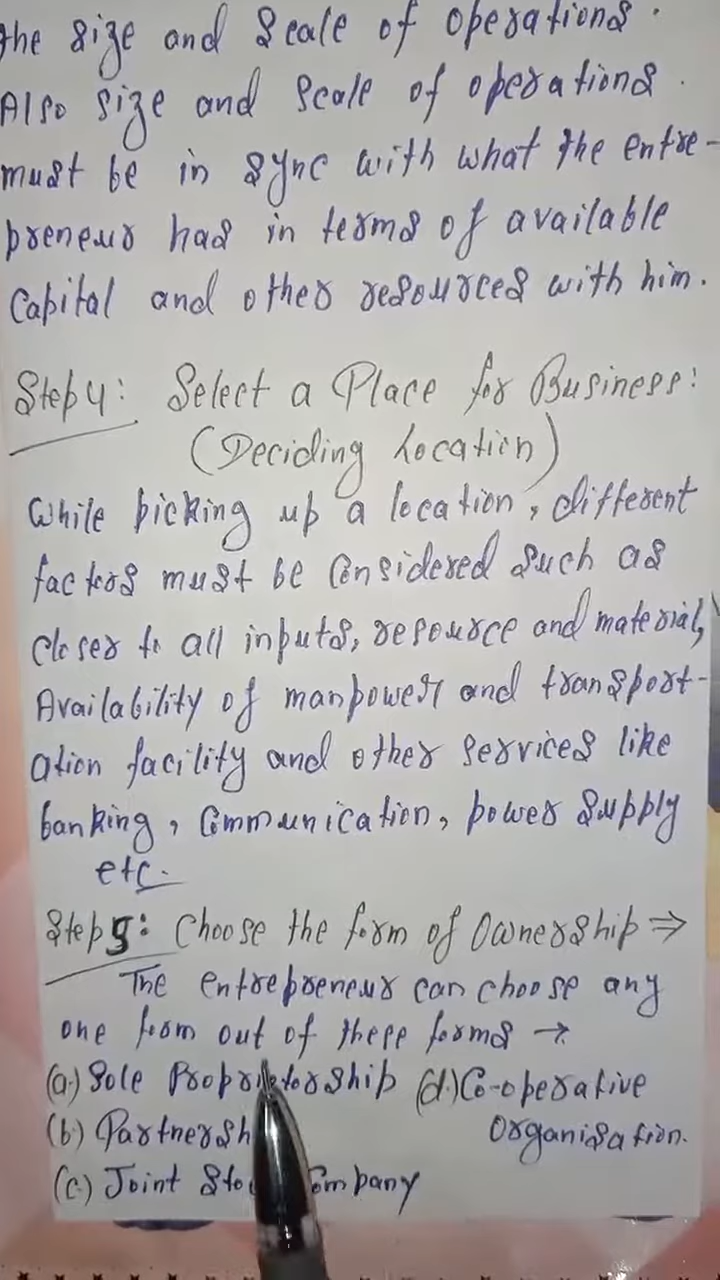 the size and Scale of operations.
Also size and Scale of operations.
must be in sync with what the entre-
preneur has in terms of available
Capital and other resources with him.
Step 4: Select a Place for Business:
(Deciding Location)
While picking up a location, different
factors must be Considered such as
closer to all inputs, resource and material,
Availability of manpower and transport-
ation facility and other services like
banking, Communication, power supply
etc.
Step 5: Choose the form of Ownership ⇒
The entrepreneur can choose any
one from out of these forms →
(a.) Sole Proprietorship (d.) Co-operative
Organisation.
(b) Partnersh
(c.) Joint Sto Company